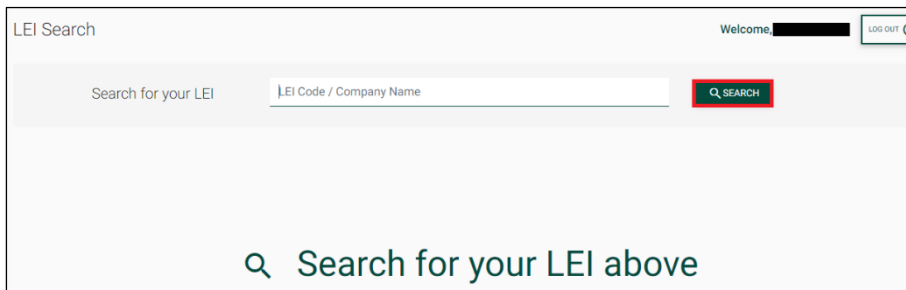 LEI Search
Welcome,
LOG OUT
Search for your LEI
LEI Code / Company Name
SEARCH
Search for your LEI above